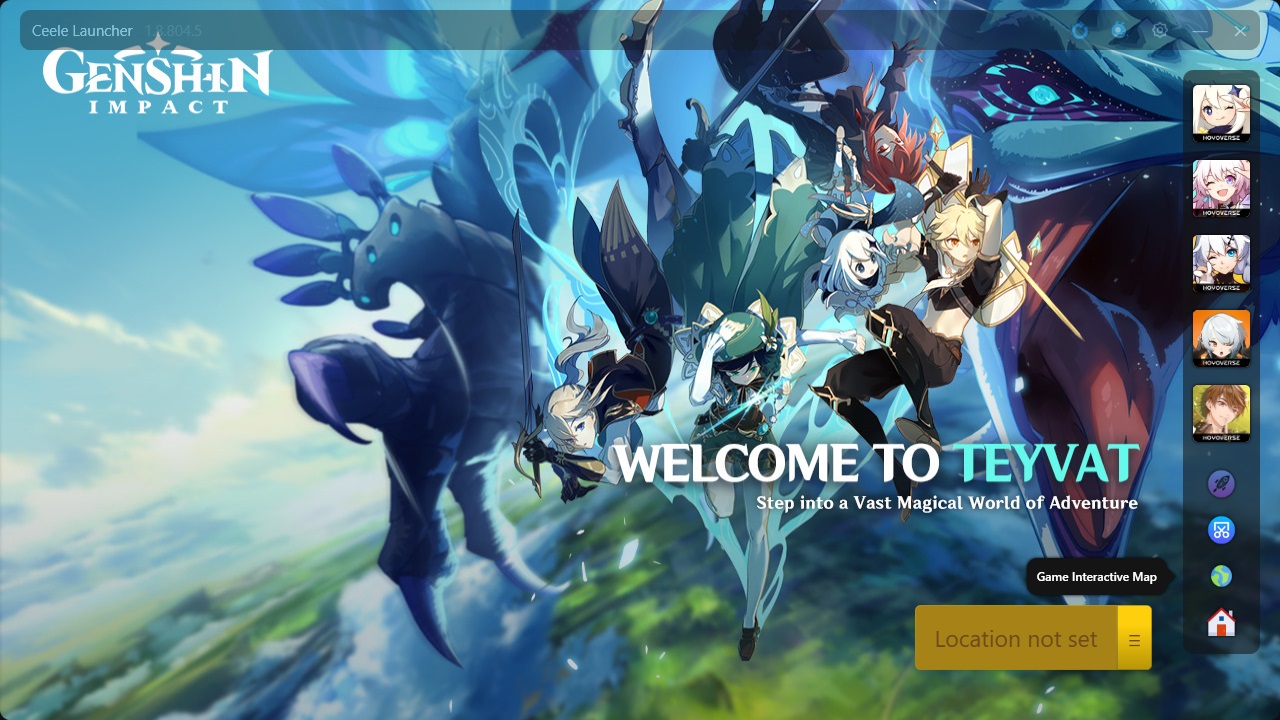 Ceele Launcher 1.8.804.5
GENSHIN
IMPACT
HOYOVERSE
HOYOVERSE
HOYOVERSE
HOYOVERSE
HOYOVERSE
WELCOME TO TEYVAT
Step into a Vast Magical World of Adventure
Game Interactive Map
Location not set